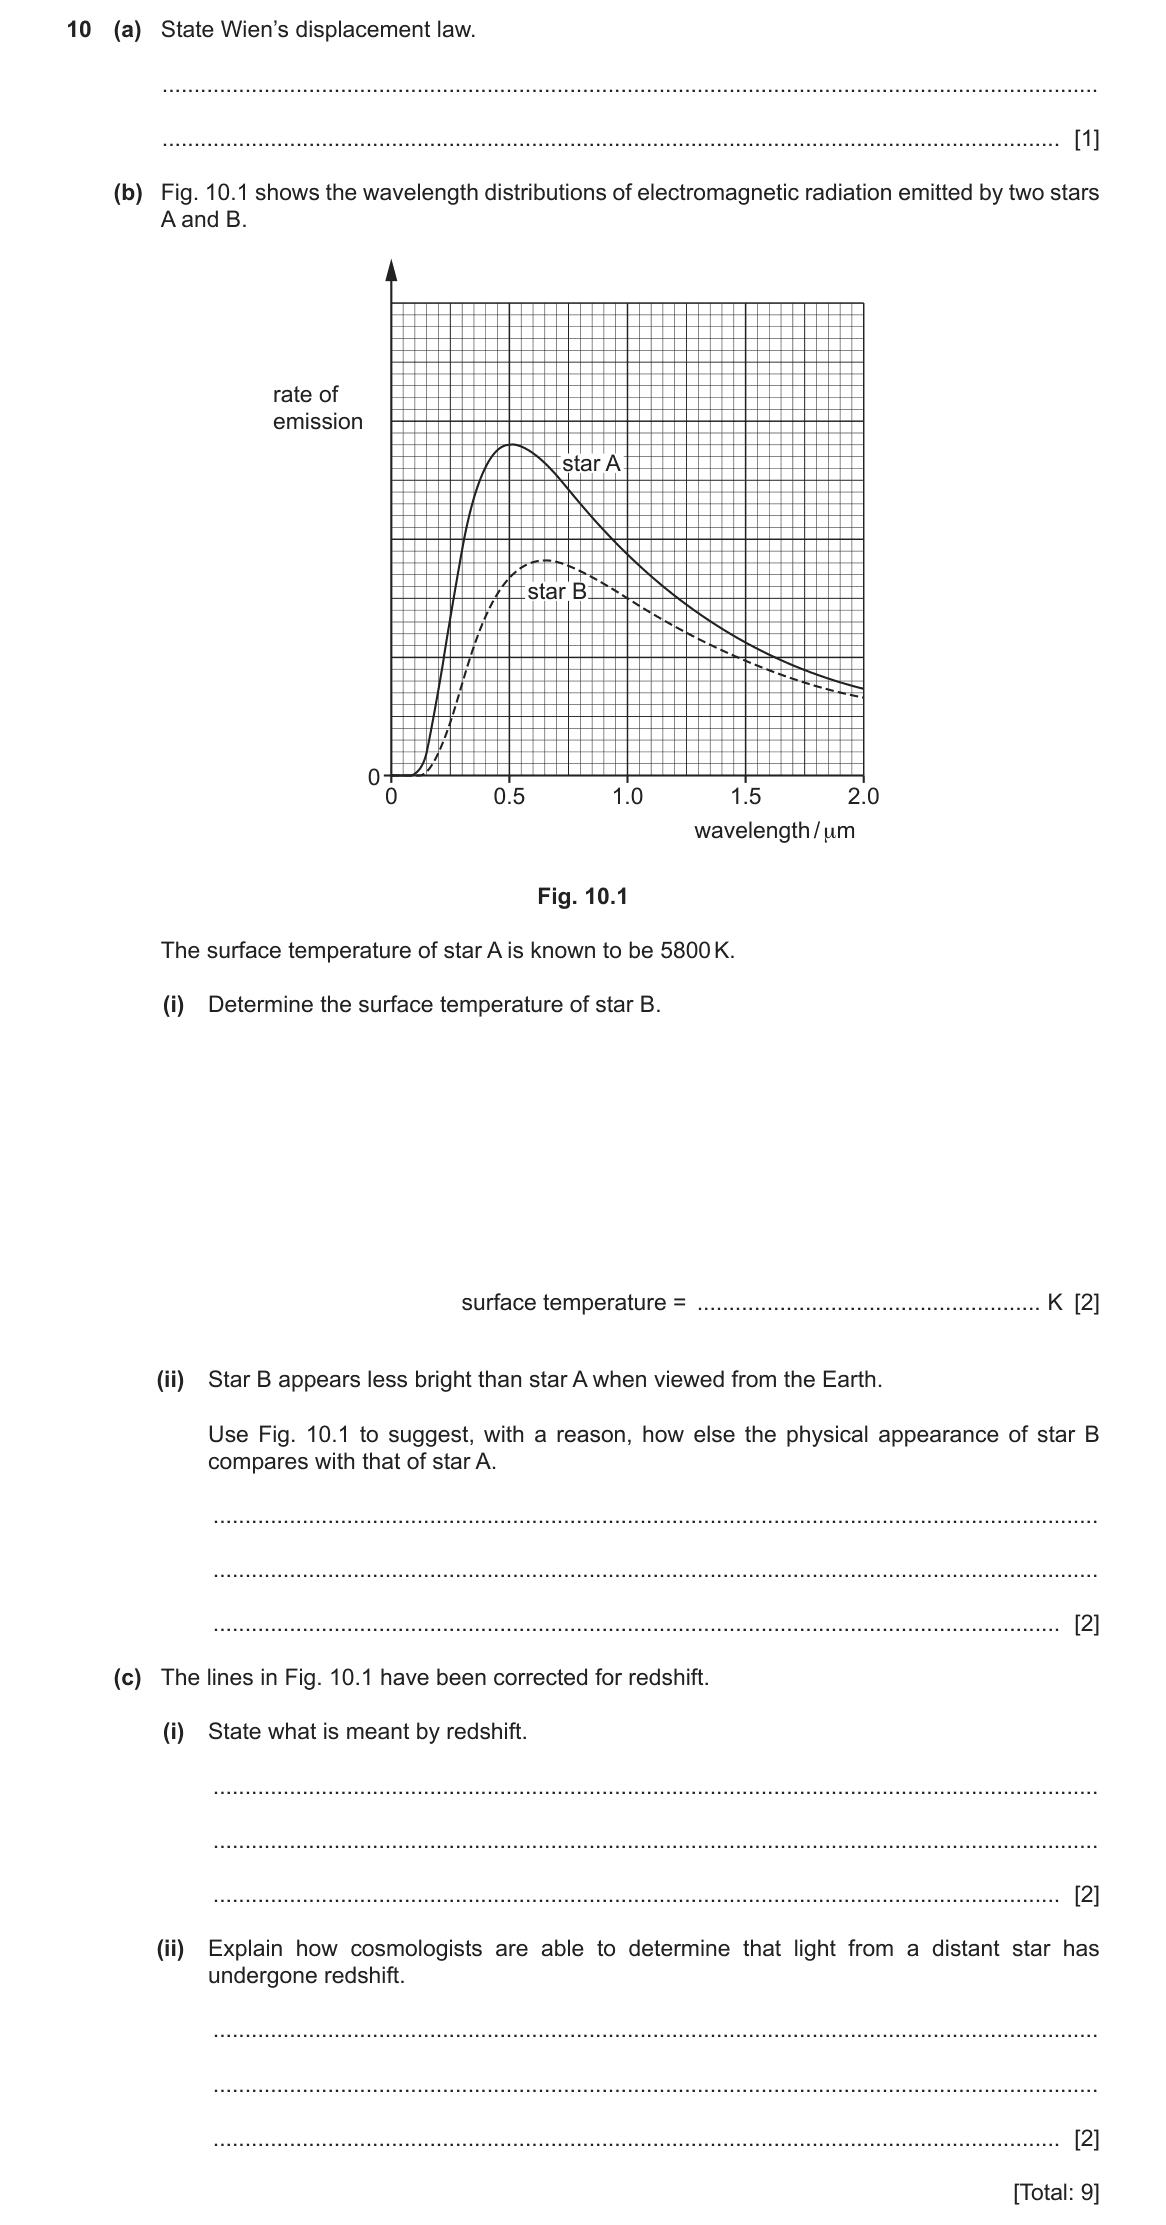 10 (a) State Wien’s displacement law.
..........................................................................................................................................
.................................................................................................................................... [1]
(b) Fig. 10.1 shows the wavelength distributions of electromagnetic radiation emitted by two stars
A and B.
rate of
emission
star A
star B
0
0 0.5 1.0 1.5 2.0
wavelength / μm
Fig. 10.1
The surface temperature of star A is known to be 5800 K.
(i) Determine the surface temperature of star B.
surface temperature = ..................................................... K [2]
(ii) Star B appears less bright than star A when viewed from the Earth.
Use Fig. 10.1 to suggest, with a reason, how else the physical appearance of star B
compares with that of star A.
..........................................................................................................................................
..........................................................................................................................................
.................................................................................................................................... [2]
(c) The lines in Fig. 10.1 have been corrected for redshift.
(i) State what is meant by redshift.
..........................................................................................................................................
..........................................................................................................................................
.................................................................................................................................... [2]
(ii) Explain how cosmologists are able to determine that light from a distant star has
undergone redshift.
..........................................................................................................................................
..........................................................................................................................................
.................................................................................................................................... [2]
[Total: 9]